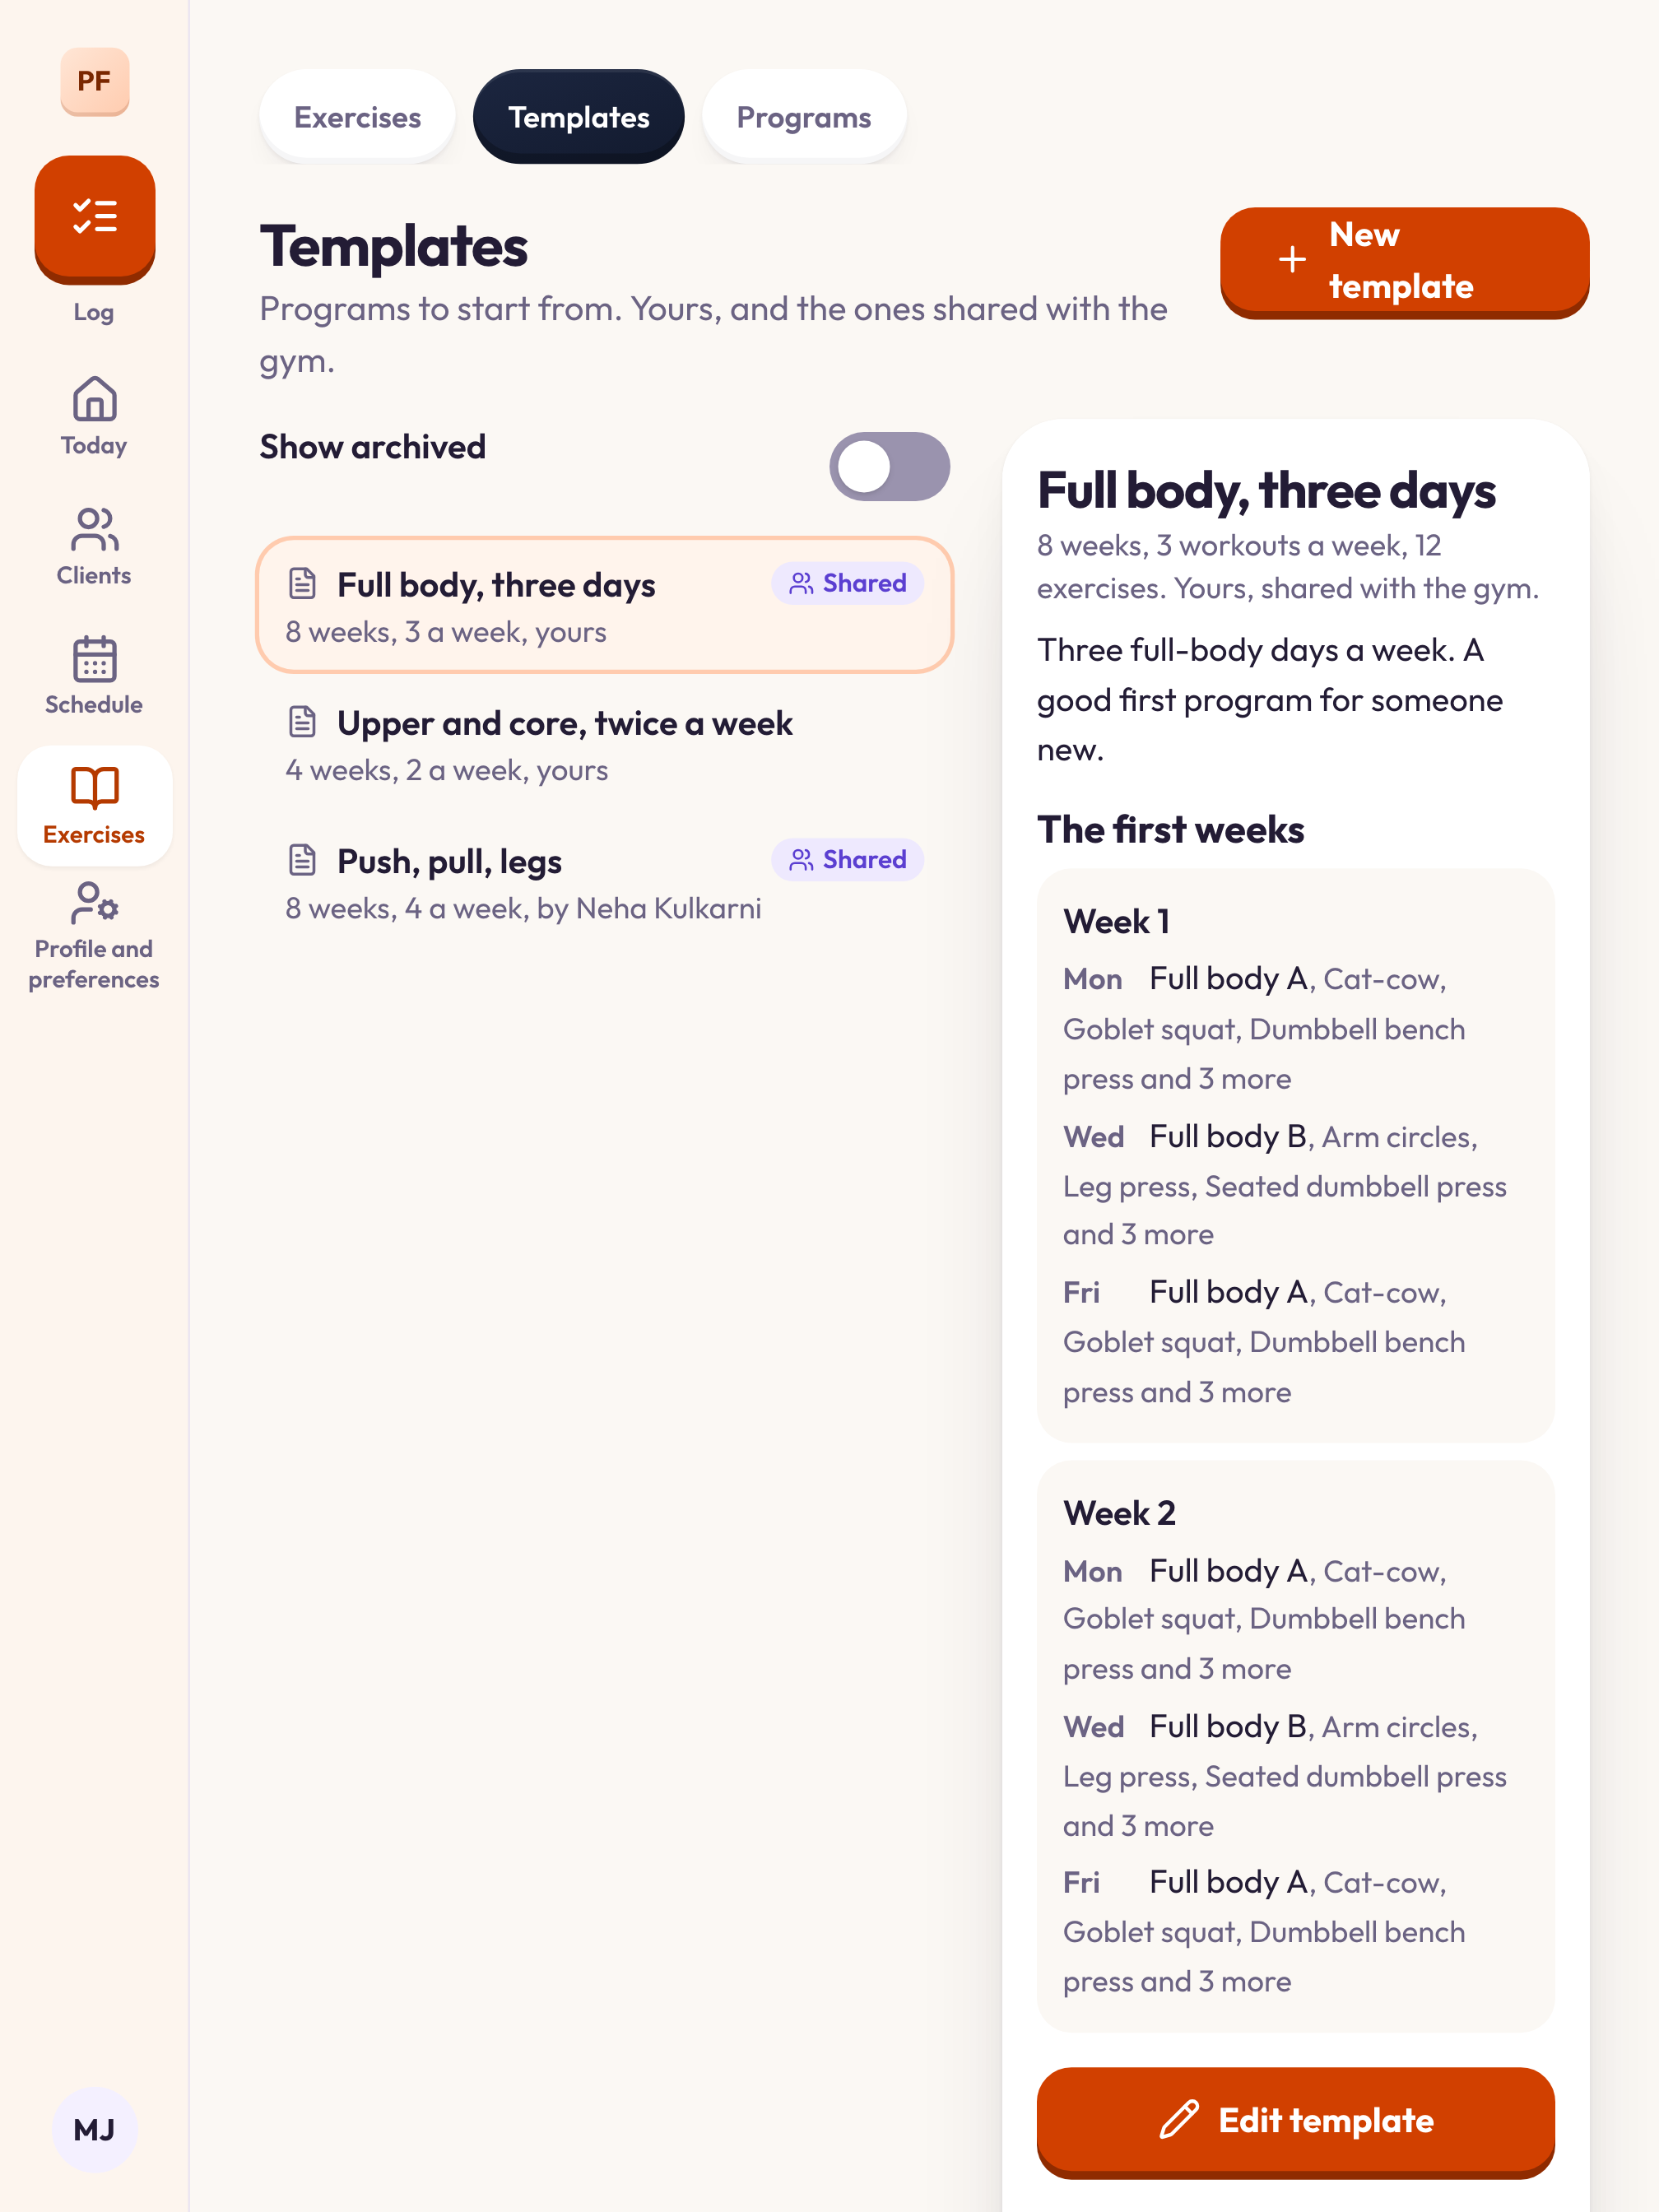 PF
Log
Today
Clients
Schedule
Exercises
Profile and
preferences
MJ
Exercises
Templates
Programs
Templates
Programs to start from. Yours, and the ones shared with the
gym.
New
template
Show archived
Full body, three days
Shared
8 weeks, 3 a week, yours
Upper and core, twice a week
4 weeks, 2 a week, yours
Push, pull, legs
Shared
8 weeks, 4 a week, by Neha Kulkarni
Full body, three days
8 weeks, 3 workouts a week, 12
exercises. Yours, shared with the gym.
Three full-body days a week. A
good first program for someone
new.
The first weeks
Week 1
Mon Full body A, Cat-cow,
Goblet squat, Dumbbell bench
press and 3 more
Wed Full body B, Arm circles,
Leg press, Seated dumbbell press
and 3 more
Fri Full body A, Cat-cow,
Goblet squat, Dumbbell bench
press and 3 more
Week 2
Mon Full body A, Cat-cow,
Goblet squat, Dumbbell bench
press and 3 more
Wed Full body B, Arm circles,
Leg press, Seated dumbbell press
and 3 more
Fri Full body A, Cat-cow,
Goblet squat, Dumbbell bench
press and 3 more
Edit template